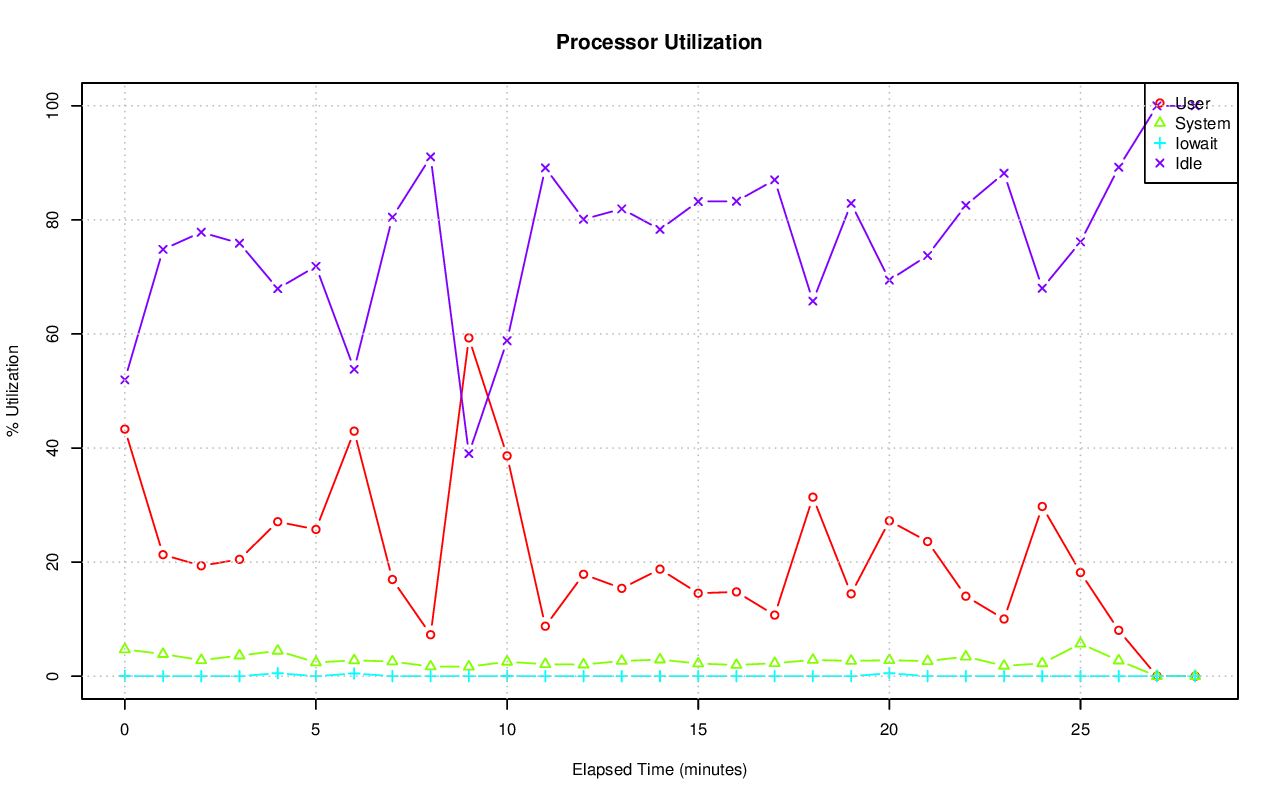 Processor Utilization
% Utilization
100
80
60
40
20
0
User
System
Iowait
Idle
0 5 10 15 20 25
Elapsed Time (minutes)